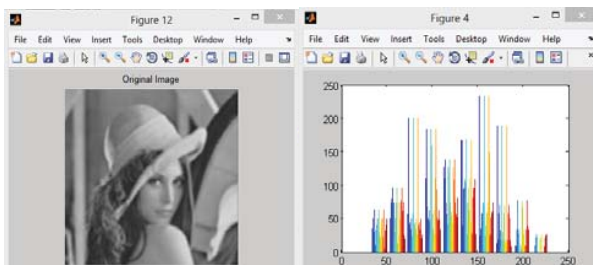 Figure 12
File Edit View Insert Tools Desktop Window Help
Original Image
Figure 4
File Edit View Insert Tools Desktop Window Help
250
200
150
100
50
0
0 50 100 150 200 250